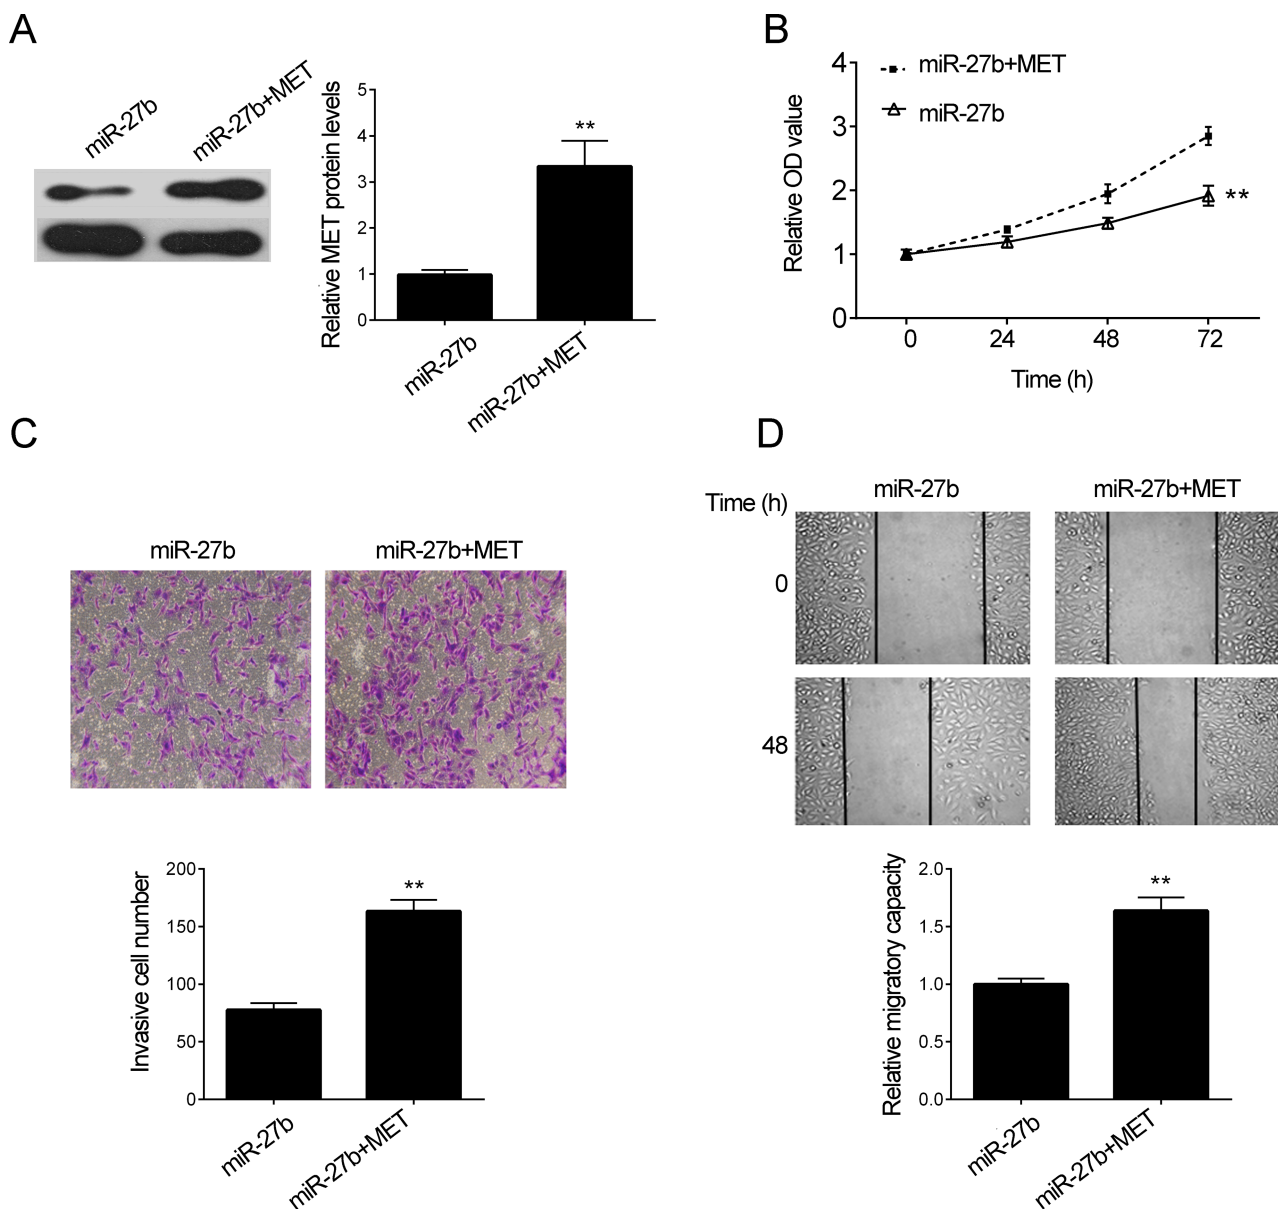 A
miR-27b
miR-27b+MET
Relative MET protein levels
5
4
3
2
1
0
**
miR-27b
miR-27b+MET
B
miR-27b+MET
miR-27b
Relative OD value
4
3
2
1
0
**
0 24 48 72
Time (h)
C
miR-27b
miR-27b+MET
Invasive cell number
200
150
100
50
0
**
miR-27b
miR-27b+MET
D
Time (h)
miR-27b
miR-27b+MET
0
48
Relative migratory capacity
2.0
1.5
1.0
0.5
0.0
**
miR-27b
miR-27b+MET